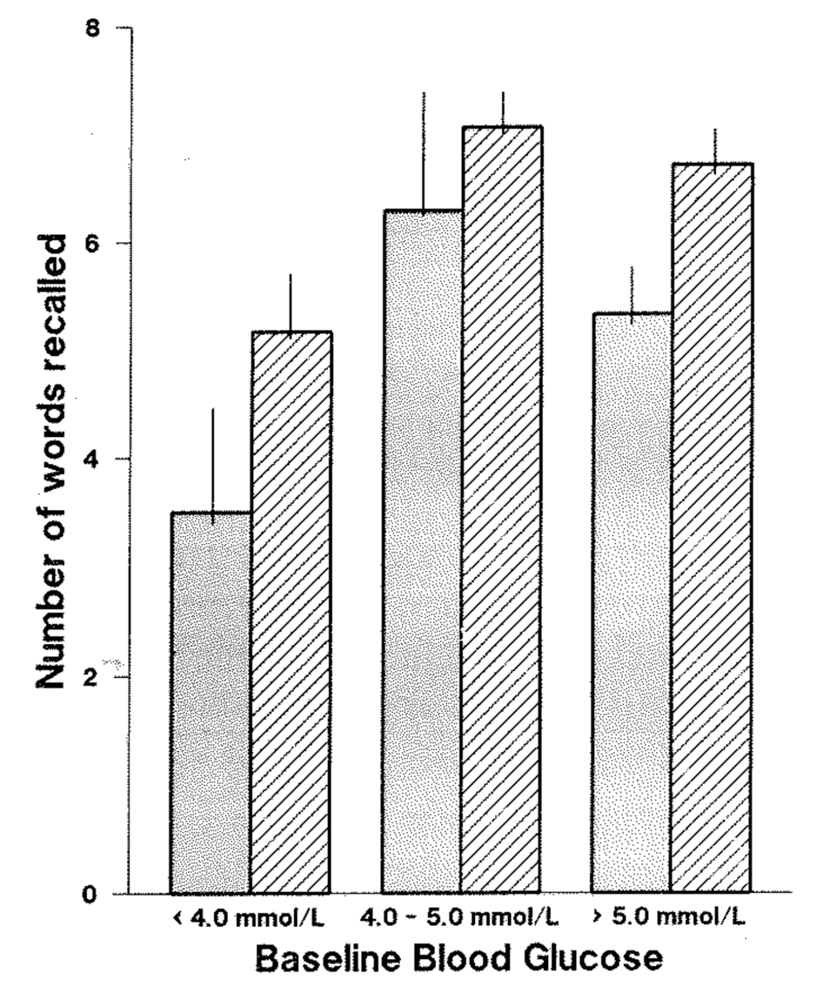 8
6
4
2
0
Number of words recalled
< 4.0 mmol/L
4.0 - 5.0 mmol/L
> 5.0 mmol/L
Baseline Blood Glucose